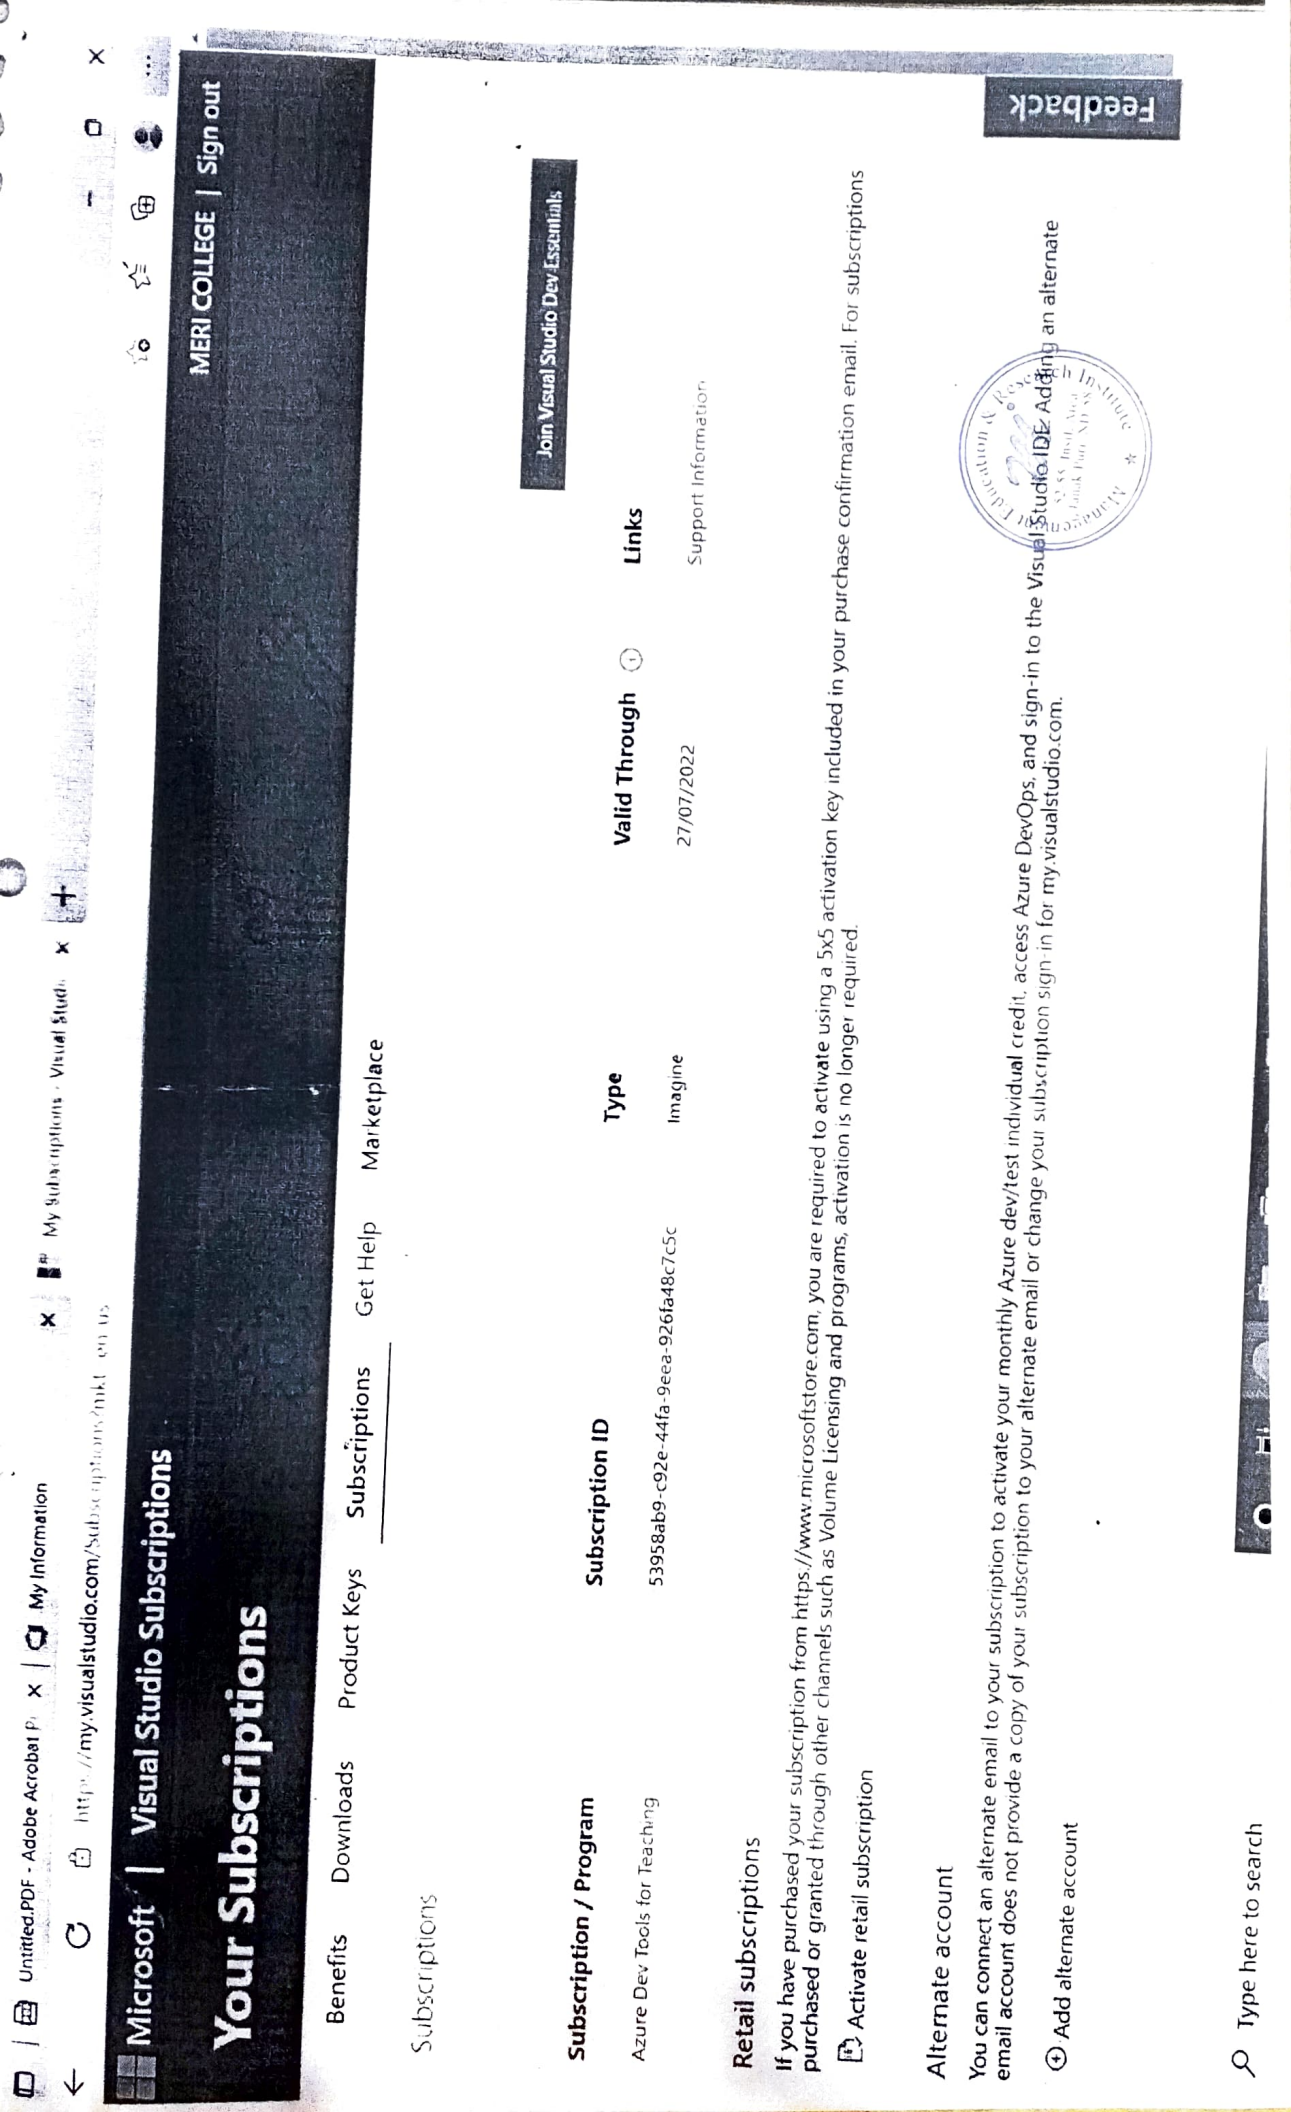 Untitled.PDF - Adobe Acrobat P
My Information
My Subscriptions - Visual Studi
https://my.visualstudio.com/Subscriptions?mkt=en-us
Microsoft | Visual Studio Subscriptions
MERI COLLEGE | Sign out
Your Subscriptions
Benefits Downloads Product Keys Subscriptions Get Help Marketplace
Subscriptions
Join Visual Studio Dev Essentials
Subscription / Program Subscription ID Type Valid Through Links
Azure Dev Tools for Teaching 53958ab9-c92e-44fa-9eea-926fa48c7c5c Imagine 27/07/2022 Support Information
Retail subscriptions
If you have purchased your subscription from https://www.microsoftstore.com, you are required to activate using a 5x5 activation key included in your purchase confirmation email. For subscriptions
purchased or granted through other channels such as Volume Licensing and programs, activation is no longer required.
Activate retail subscription
Alternate account
You can connect an alternate email to your subscription to activate your monthly Azure dev/test individual credit, access Azure DevOps, and sign-in to the Visual Studio IDE. Adding an alternate
email account does not provide a copy of your subscription to your alternate email or change your subscription sign-in for my.visualstudio.com.
Add alternate account
Management Education & Research Institute
Feedback
Type here to search